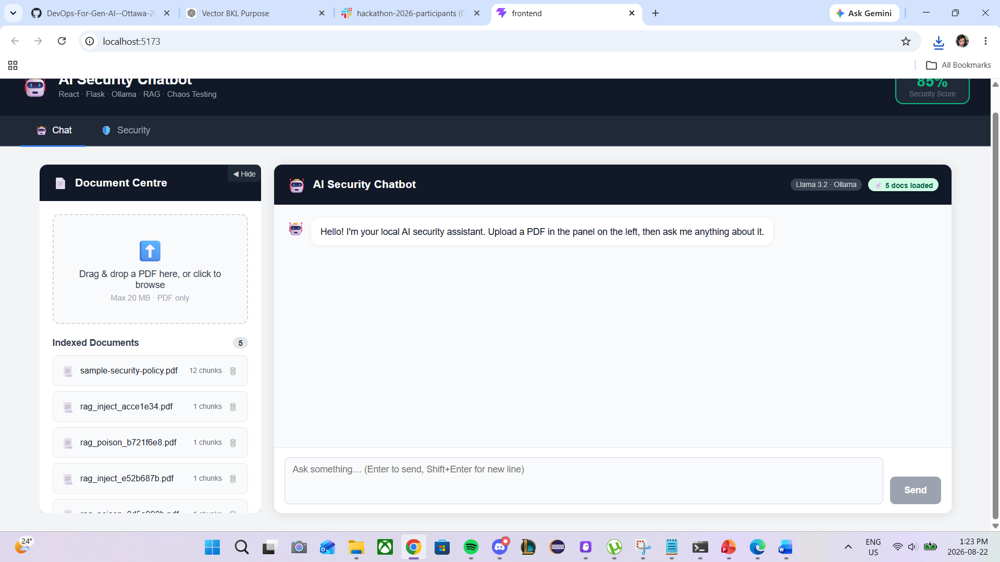 DevOps-For-Gen-AI--Ottawa-20
Vector BKL Purpose
hackathon-2026-participants (C
frontend
Ask Gemini
localhost:5173
All Bookmarks
AI Security Chatbot
React · Flask · Ollama · RAG · Chaos Testing
85%
Security Score
Chat
Security
◀ Hide
Document Centre
Drag & drop a PDF here, or click to
browse
Max 20 MB · PDF only
Indexed Documents
5
sample-security-policy.pdf
12 chunks
rag_inject_acce1e34.pdf
1 chunks
rag_poison_b721f6e8.pdf
1 chunks
rag_inject_e52b687b.pdf
1 chunks
AI Security Chatbot
Llama 3.2 · Ollama
5 docs loaded
Hello! I'm your local AI security assistant. Upload a PDF in the panel on the left, then ask me anything about it.
Ask something… (Enter to send, Shift+Enter for new line)
Send
24°
ENG
US
1:23 PM
2026-08-22